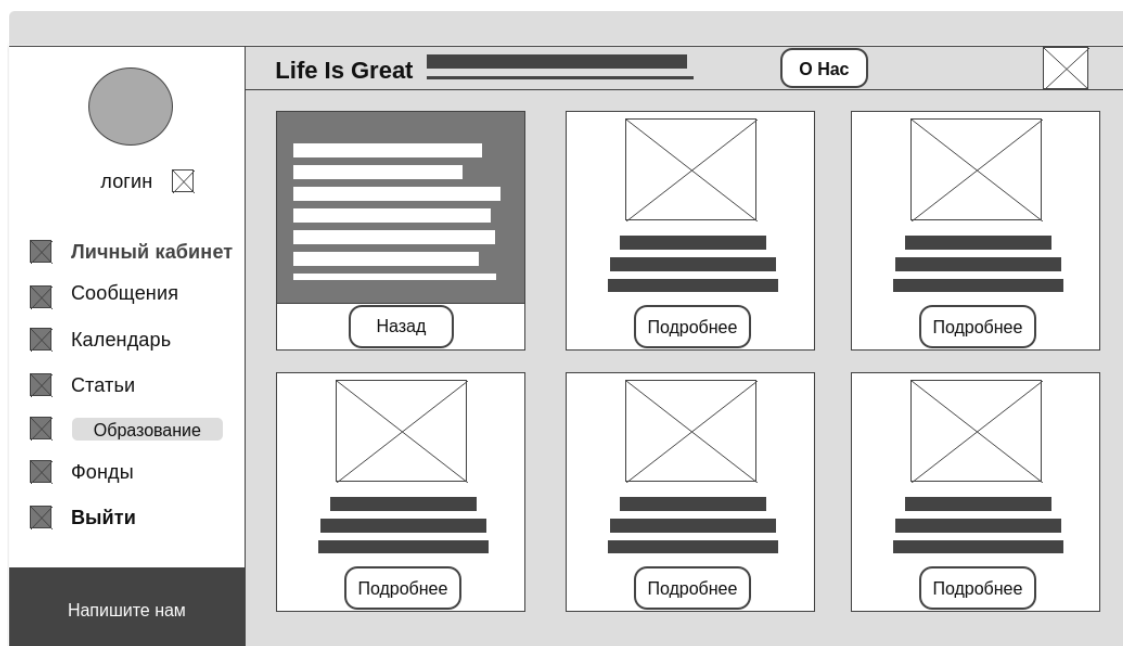 Life Is Great
О Нас
логин
Личный кабинет
Сообщения
Календарь
Статьи
Образование
Фонды
Выйти
Напишите нам
Назад
Подробнее
Подробнее
Подробнее
Подробнее
Подробнее